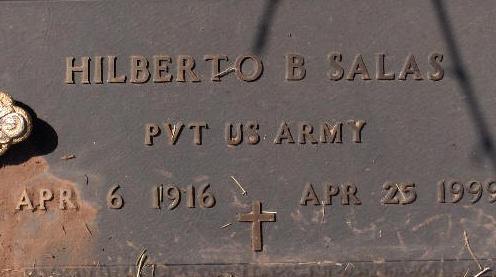 HILBERTO B SALAS
PVT US ARMY
APR 6 1916 APR 25 1999